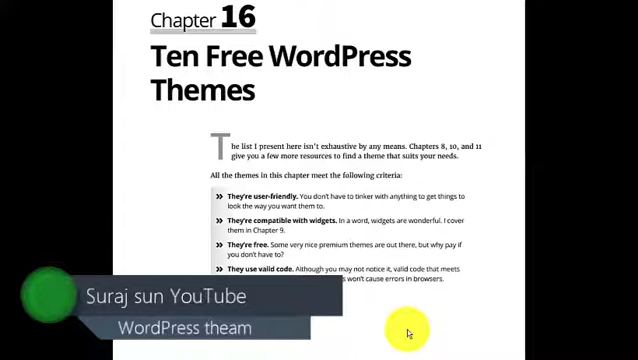 Chapter 16
Ten Free WordPress
Themes
The list I present here isn't exhaustive by any means. Chapters 8, 10, and 11
give you a few more resources to find a theme that suits your needs.
All the themes in this chapter meet the following criteria:
» They're user-friendly. You don't have to tinker with anything to get things to
look the way you want them to.
» They're compatible with widgets. In a word, widgets are wonderful. I cover
them in Chapter 9.
» They're free. Some very nice premium themes are out there, but why pay if
you don't have to?
» They use valid code. Although you may not notice it, valid code that meets
won't cause errors in browsers.
Suraj sun YouTube
WordPress theam